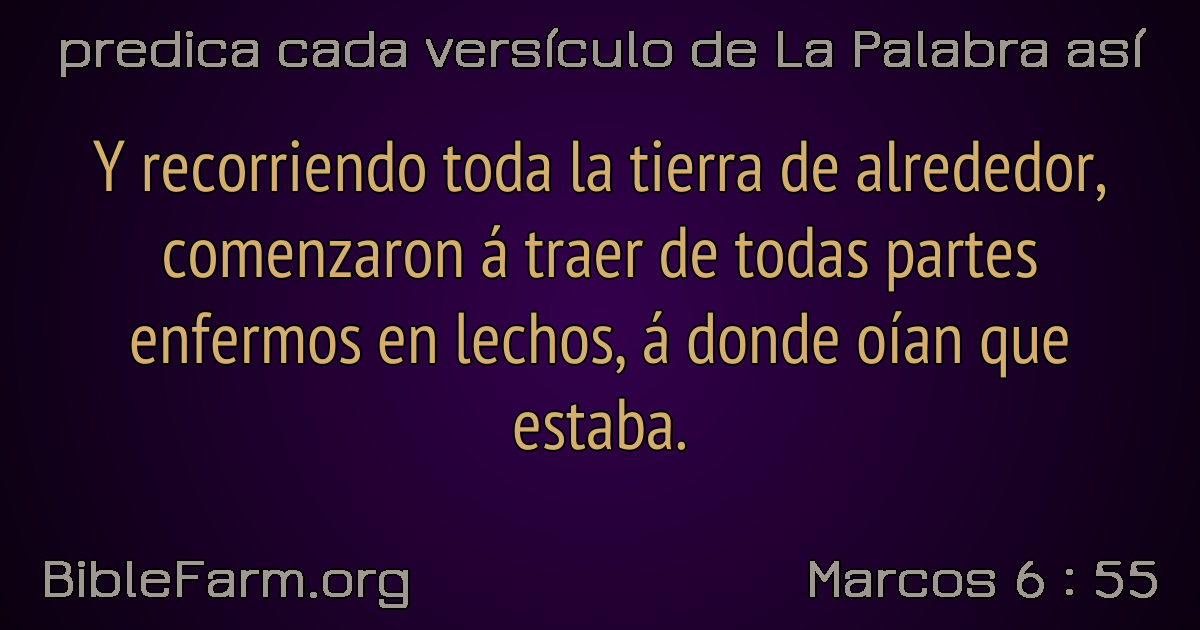 predica cada versículo de La Palabra así
Y recorriendo toda la tierra de alrededor,
comenzaron á traer de todas partes
enfermos en lechos, á donde oían que
estaba.
BibleFarm.org
Marcos 6 : 55